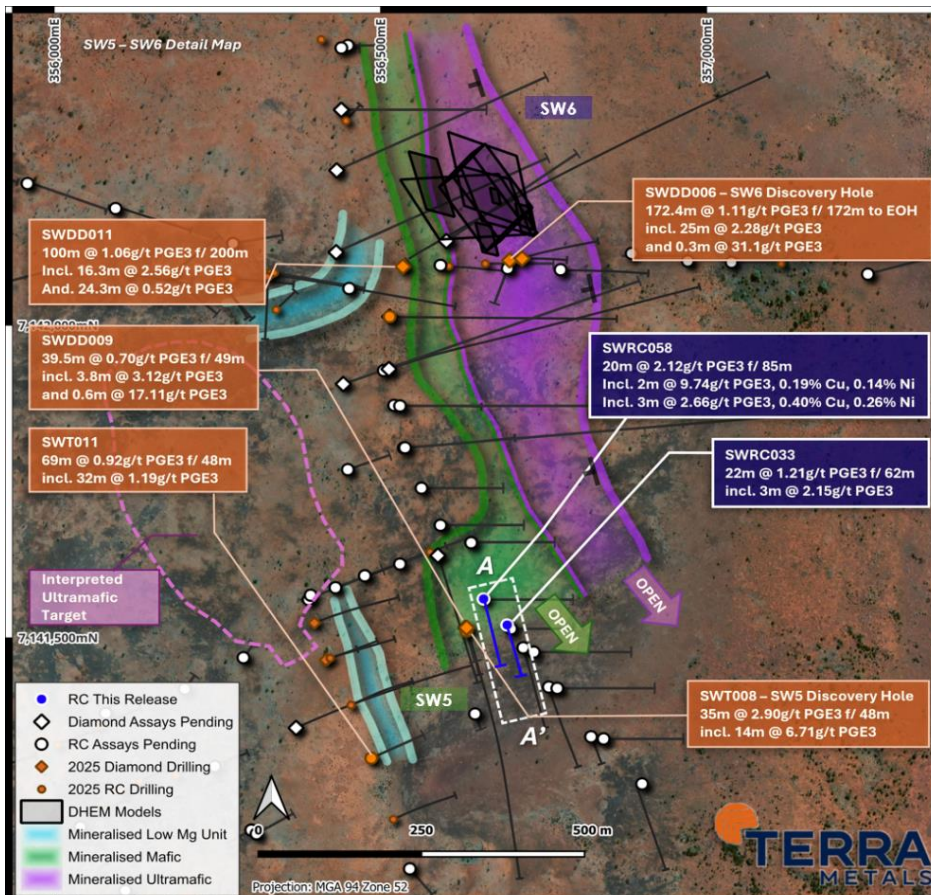 SW5 – SW6 Detail Map
356,000mE
356,500mE
357,000mE
SW6
SWDD006 – SW6 Discovery Hole
172.4m @ 1.11g/t PGE3 f/ 172m to EOH
incl. 25m @ 2.28g/t PGE3
and 0.3m @ 31.1g/t PGE3
SWDD011
100m @ 1.06g/t PGE3 f/ 200m
Incl. 16.3m @ 2.56g/t PGE3
And. 24.3m @ 0.52g/t PGE3
7,142,000mN
SWDD009
39.5m @ 0.70g/t PGE3 f/ 49m
incl. 3.8m @ 3.12g/t PGE3
and 0.6m @ 17.11g/t PGE3
SWRC058
20m @ 2.12g/t PGE3 f/ 85m
Incl. 2m @ 9.74g/t PGE3, 0.19% Cu, 0.14% Ni
Incl. 3m @ 2.66g/t PGE3, 0.40% Cu, 0.26% Ni
SWT011
69m @ 0.92g/t PGE3 f/ 48m
incl. 32m @ 1.19g/t PGE3
SWRC033
22m @ 1.21g/t PGE3 f/ 62m
incl. 3m @ 2.15g/t PGE3
Interpreted
Ultramafic
Target
A
OPEN
OPEN
7,141,500mN
SW5
A'
SWT008 – SW5 Discovery Hole
35m @ 2.90g/t PGE3 f/ 48m
incl. 14m @ 6.71g/t PGE3
RC This Release
Diamond Assays Pending
RC Assays Pending
2025 Diamond Drilling
2025 RC Drilling
DHEM Models
Mineralised Low Mg Unit
Mineralised Mafic
Mineralised Ultramafic
0
250
500 m
Projection: MGA 94 Zone 52
TERRA
METALS